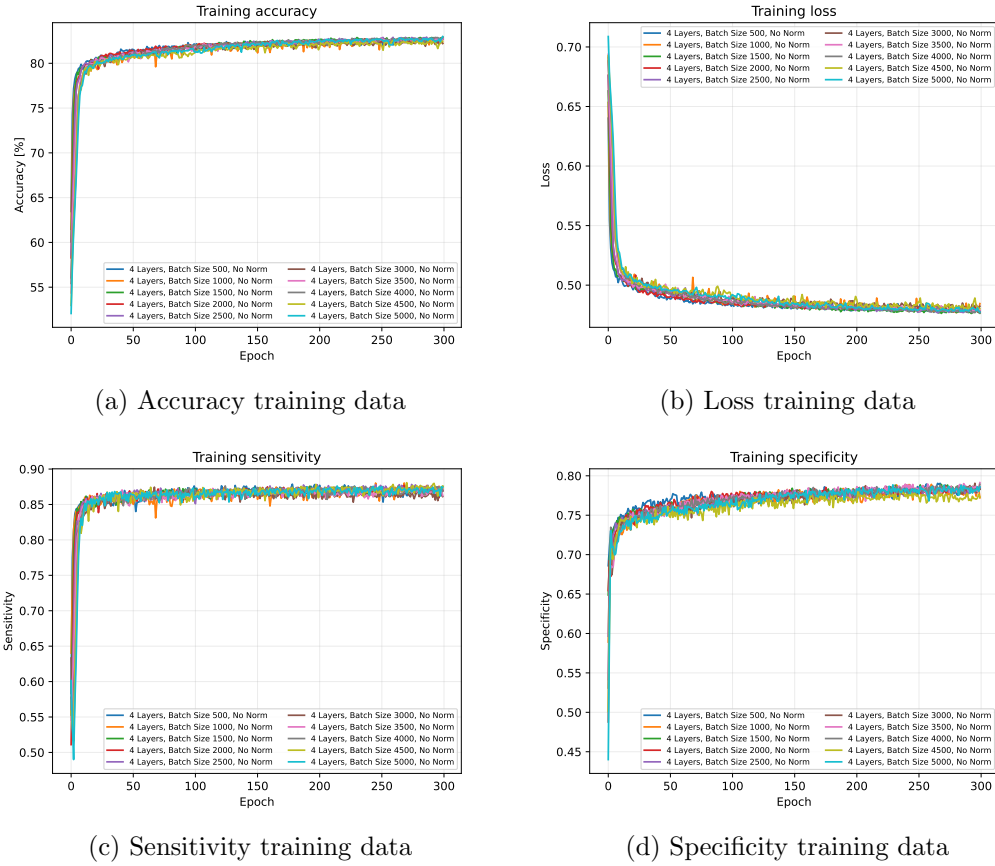 Training accuracy
Accuracy [%]
80
75
70
65
60
55
4 Layers, Batch Size 500, No Norm
4 Layers, Batch Size 1000, No Norm
4 Layers, Batch Size 1500, No Norm
4 Layers, Batch Size 2000, No Norm
4 Layers, Batch Size 2500, No Norm
4 Layers, Batch Size 3000, No Norm
4 Layers, Batch Size 3500, No Norm
4 Layers, Batch Size 4000, No Norm
4 Layers, Batch Size 4500, No Norm
4 Layers, Batch Size 5000, No Norm
0 50 100 150 200 250 300
Epoch
(a) Accuracy training data
Training loss
Loss
0.70
0.65
0.60
0.55
0.50
4 Layers, Batch Size 500, No Norm
4 Layers, Batch Size 1000, No Norm
4 Layers, Batch Size 1500, No Norm
4 Layers, Batch Size 2000, No Norm
4 Layers, Batch Size 2500, No Norm
4 Layers, Batch Size 3000, No Norm
4 Layers, Batch Size 3500, No Norm
4 Layers, Batch Size 4000, No Norm
4 Layers, Batch Size 4500, No Norm
4 Layers, Batch Size 5000, No Norm
0 50 100 150 200 250 300
Epoch
(b) Loss training data
Training sensitivity
Sensitivity
0.90
0.85
0.80
0.75
0.70
0.65
0.60
0.55
0.50
4 Layers, Batch Size 500, No Norm
4 Layers, Batch Size 1000, No Norm
4 Layers, Batch Size 1500, No Norm
4 Layers, Batch Size 2000, No Norm
4 Layers, Batch Size 2500, No Norm
4 Layers, Batch Size 3000, No Norm
4 Layers, Batch Size 3500, No Norm
4 Layers, Batch Size 4000, No Norm
4 Layers, Batch Size 4500, No Norm
4 Layers, Batch Size 5000, No Norm
0 50 100 150 200 250 300
Epoch
(c) Sensitivity training data
Training specificity
Specificity
0.80
0.75
0.70
0.65
0.60
0.55
0.50
0.45
4 Layers, Batch Size 500, No Norm
4 Layers, Batch Size 1000, No Norm
4 Layers, Batch Size 1500, No Norm
4 Layers, Batch Size 2000, No Norm
4 Layers, Batch Size 2500, No Norm
4 Layers, Batch Size 3000, No Norm
4 Layers, Batch Size 3500, No Norm
4 Layers, Batch Size 4000, No Norm
4 Layers, Batch Size 4500, No Norm
4 Layers, Batch Size 5000, No Norm
0 50 100 150 200 250 300
Epoch
(d) Specificity training data